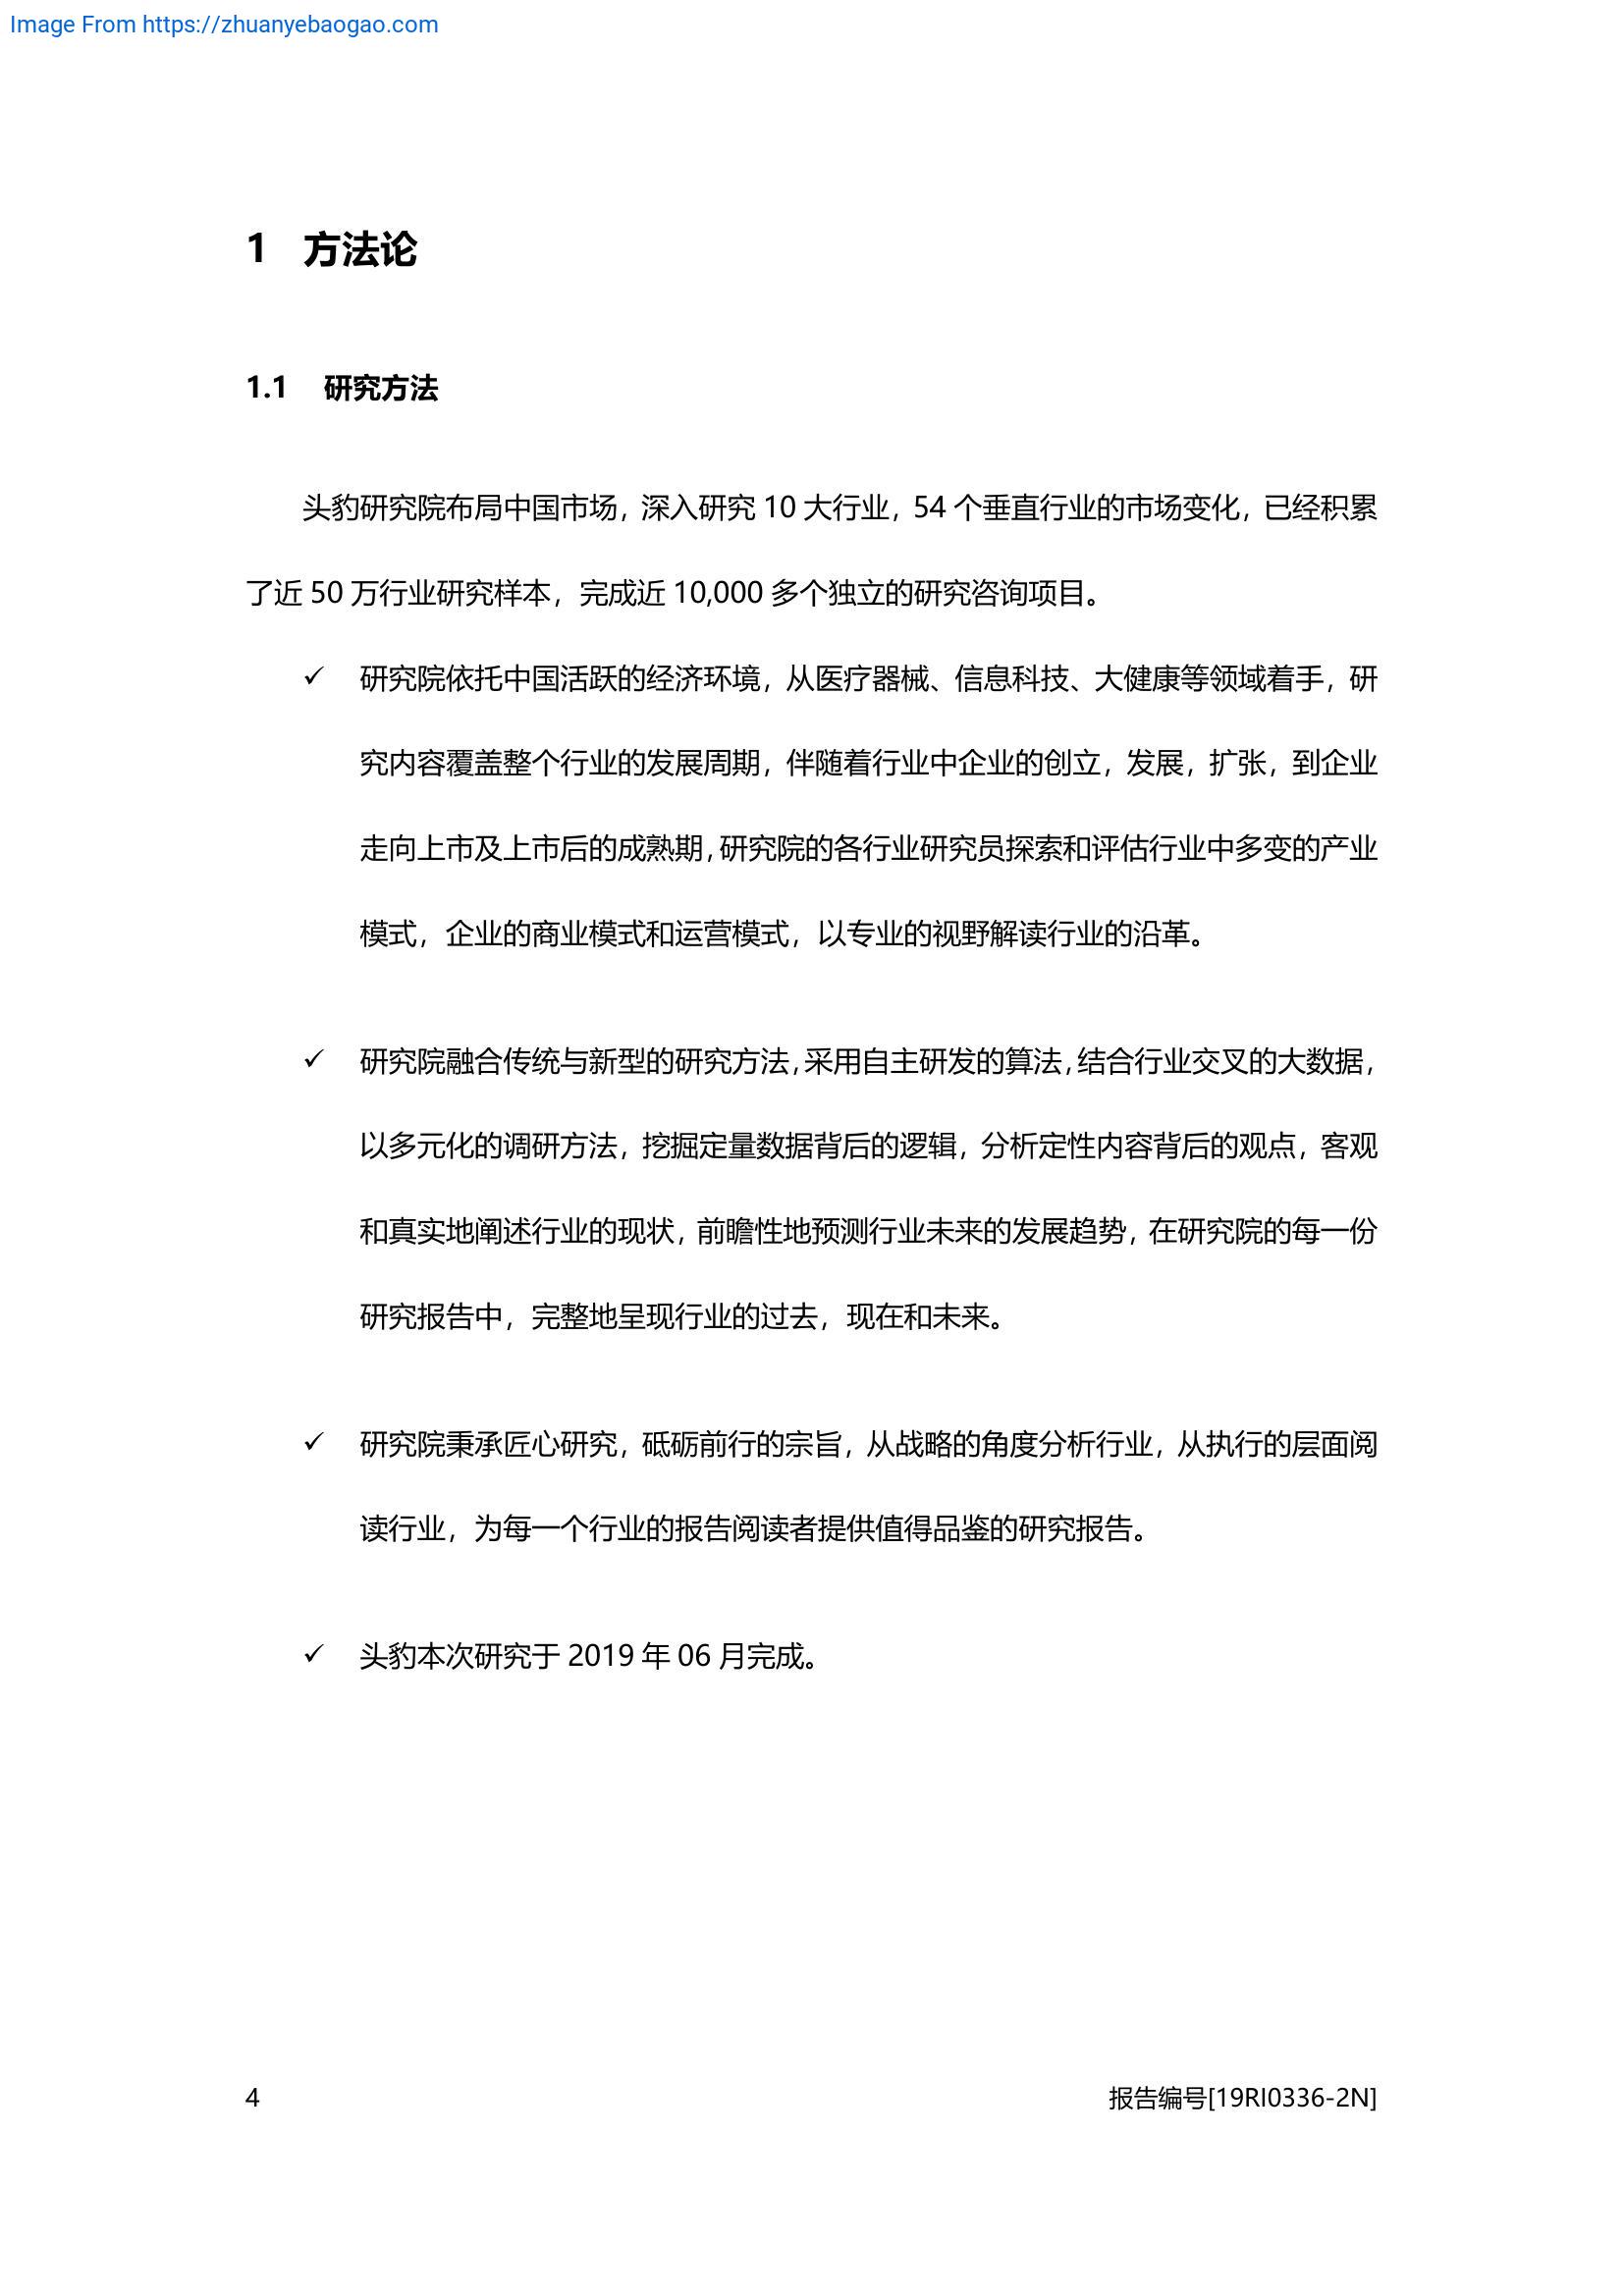 Image From https://zhuanyebaogao.com
1 方法论
1.1 研究方法
头豹研究院布局中国市场，深入研究 10 大行业，54 个垂直行业的市场变化，已经积累
了近 50 万行业研究样本，完成近 10,000 多个独立的研究咨询项目。
✓ 研究院依托中国活跃的经济环境，从医疗器械、信息科技、大健康等领域着手，研
究内容覆盖整个行业的发展周期，伴随着行业中企业的创立，发展，扩张，到企业
走向上市及上市后的成熟期，研究院的各行业研究员探索和评估行业中多变的产业
模式，企业的商业模式和运营模式，以专业的视野解读行业的沿革。
✓ 研究院融合传统与新型的研究方法，采用自主研发的算法，结合行业交叉的大数据，
以多元化的调研方法，挖掘定量数据背后的逻辑，分析定性内容背后的观点，客观
和真实地阐述行业的现状，前瞻性地预测行业未来的发展趋势，在研究院的每一份
研究报告中，完整地呈现行业的过去，现在和未来。
✓ 研究院秉承匠心研究，砥砺前行的宗旨，从战略的角度分析行业，从执行的层面阅
读行业，为每一个行业的报告阅读者提供值得品鉴的研究报告。
✓ 头豹本次研究于 2019 年 06 月完成。
4 报告编号[19RI0336-2N]